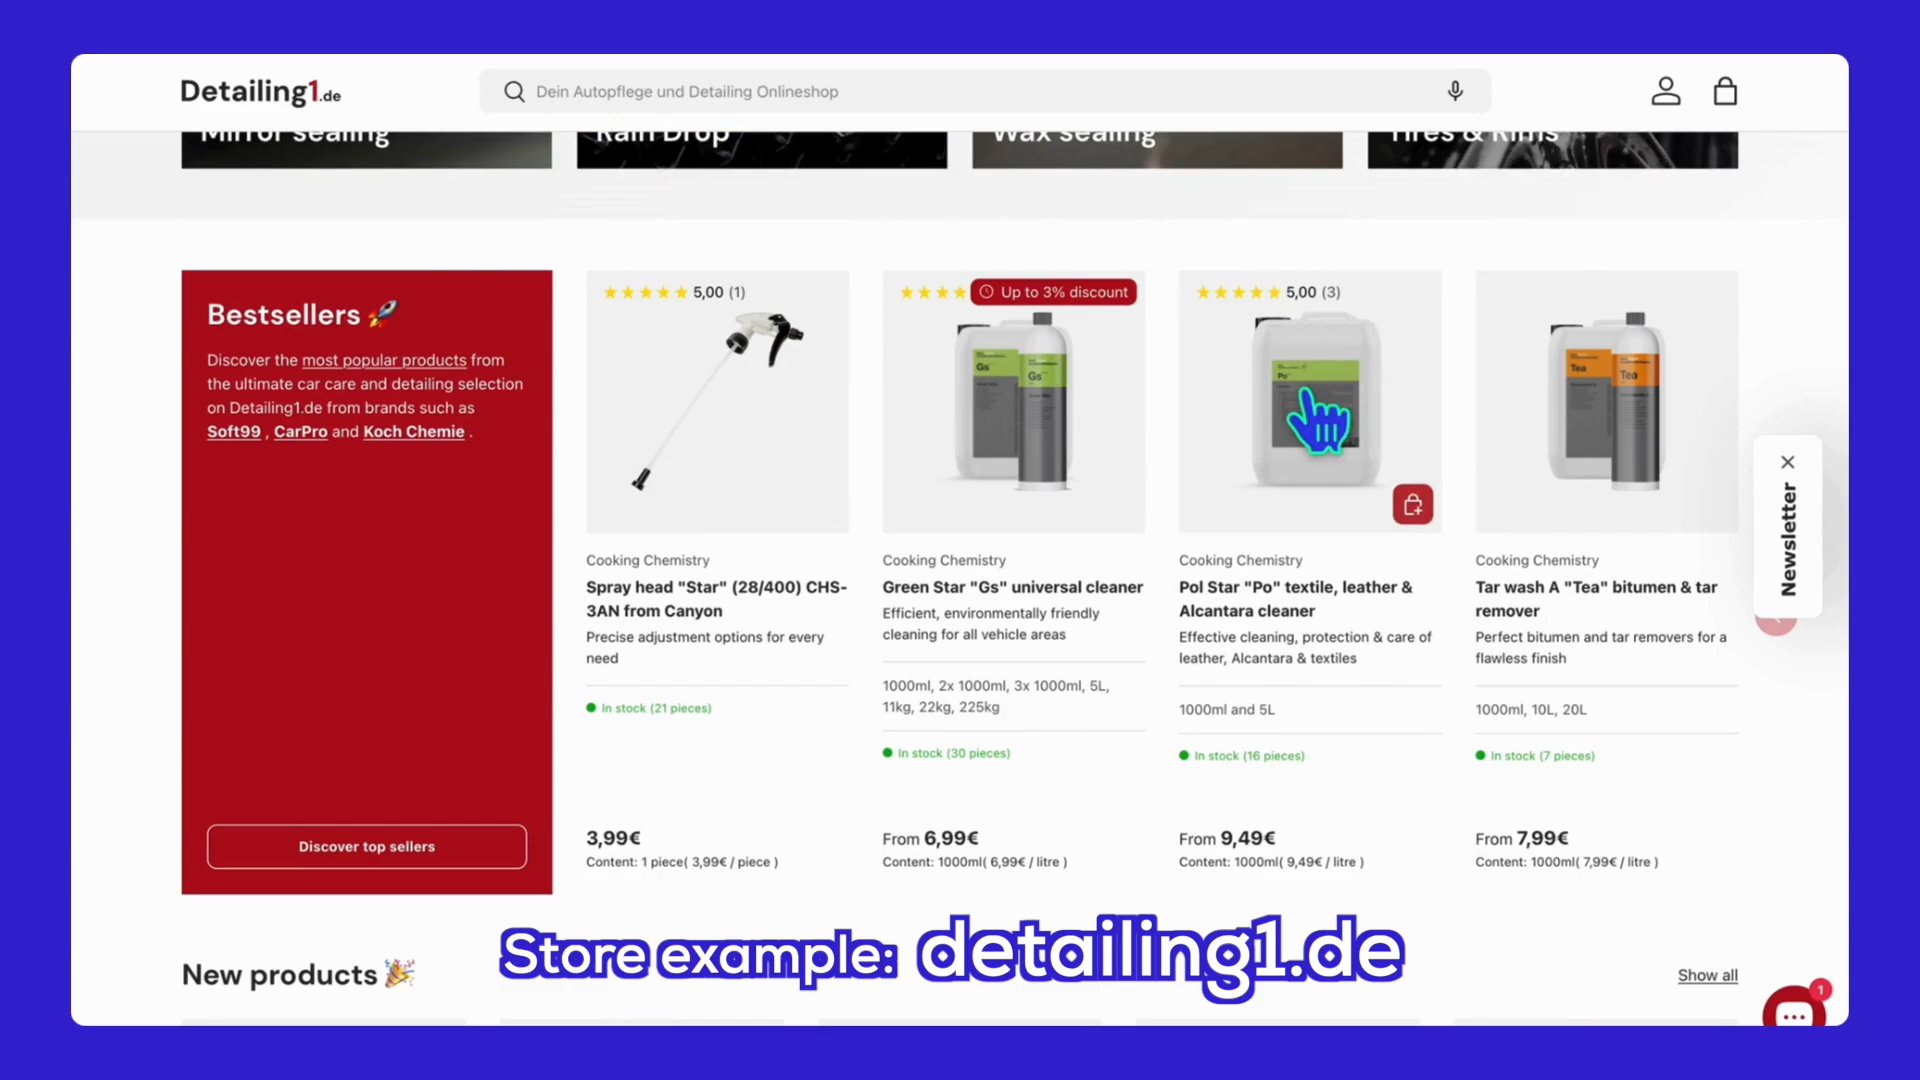 Detailing1.de
Dein Autopflege und Detailing Onlineshop
Mirror sealing
Rain Drop
Wax sealing
Tires & Rims
Bestsellers 🚀
Discover the most popular products from
the ultimate car care and detailing selection
on Detailing1.de from brands such as
Soft99 , CarPro and Koch Chemie .
Discover top sellers
★★★★★ 5,00 (1)
Cooking Chemistry
Spray head "Star" (28/400) CHS-
3AN from Canyon
Precise adjustment options for every
need
In stock (21 pieces)
3,99€
Content: 1 piece( 3,99€ / piece )
★★★★ Up to 3% discount
Gs
Gs
Cooking Chemistry
Green Star "Gs" universal cleaner
Efficient, environmentally friendly
cleaning for all vehicle areas
1000ml, 2x 1000ml, 3x 1000ml, 5L,
11kg, 22kg, 225kg
In stock (30 pieces)
From 6,99€
Content: 1000ml( 6,99€ / litre )
★★★★★ 5,00 (3)
Po
Cooking Chemistry
Pol Star "Po" textile, leather &
Alcantara cleaner
Effective cleaning, protection & care of
leather, Alcantara & textiles
1000ml and 5L
In stock (16 pieces)
From 9,49€
Content: 1000ml( 9,49€ / litre )
Tea
Tea
Cooking Chemistry
Tar wash A "Tea" bitumen & tar
remover
Perfect bitumen and tar removers for a
flawless finish
1000ml, 10L, 20L
In stock (7 pieces)
From 7,99€
Content: 1000ml( 7,99€ / litre )
Newsletter
Store example: detailing1.de
New products 🎉
Show all
1